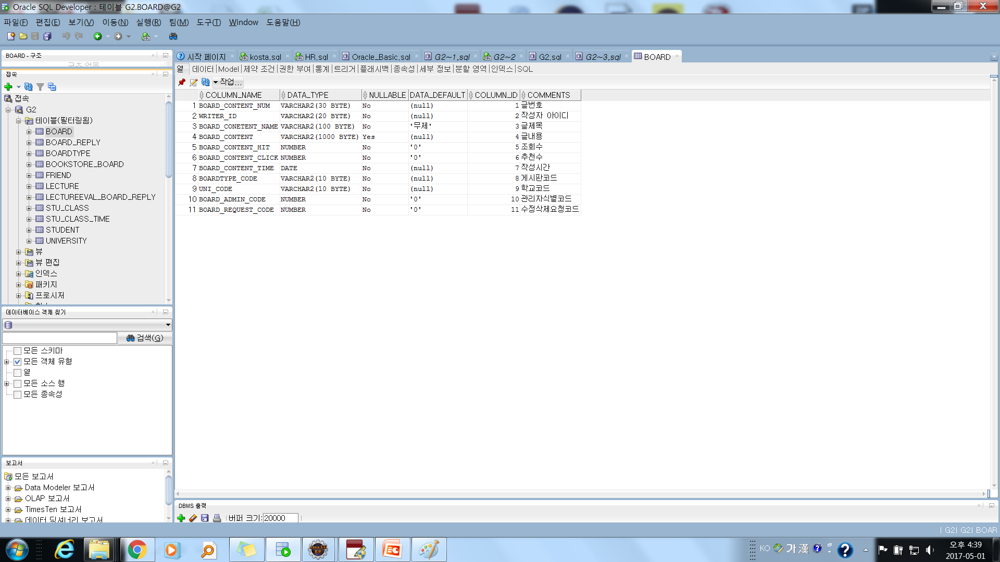 Oracle SQL Developer : 테이블 G2.BOARD@G2
파일(F) 편집(E) 보기(V) 이동(N) 실행(R) 팀(M) 도구(T) Window 도움말(H)
BOARD - 구조
접속
접속
G2
테이블(필터링됨)
BOARD
BOARD_REPLY
BOARDTYPE
BOOKSTORE_BOARD
FRIEND
LECTURE
LECTUREEVAL_BOARD_REPLY
STU_CLASS
STU_CLASS_TIME
STUDENT
UNIVERSITY
뷰
뷰 편집
인덱스
패키지
프로시저
데이터베이스 객체 찾기
검색(G)
모든 스키마
모든 객체 유형
열
모든 소스 행
모든 종속성
보고서
모든 보고서
Data Modeler 보고서
OLAP 보고서
TimesTen 보고서
데이터 딕셔너리 보고서
시작 페이지 kosta.sql HR.sql Oracle_Basic.sql G2~1.sql G2~2 G2.sql G2~3.sql BOARD
열 데이터 Model 제약 조건 권한 부여 통계 트리거 플래시백 종속성 세부 정보 분할 영역 인덱스 SQL
작업...
COLUMN_NAME DATA_TYPE NULLABLE DATA_DEFAULT COLUMN_ID COMMENTS
1 BOARD_CONTENT_NUM VARCHAR2(30 BYTE) No (null) 1 글번호
2 WRITER_ID VARCHAR2(20 BYTE) No (null) 2 작성자 아이디
3 BOARD_CONETENT_NAME VARCHAR2(100 BYTE) No '무제' 3 글제목
4 BOARD_CONTENT VARCHAR2(1000 BYTE) Yes (null) 4 글내용
5 BOARD_CONTENT_HIT NUMBER No '0' 5 조회수
6 BOARD_CONTENT_CLICK NUMBER No '0' 6 추천수
7 BOARD_CONTENT_TIME DATE No (null) 7 작성시간
8 BOARDTYPE_CODE VARCHAR2(10 BYTE) No (null) 8 게시판코드
9 UNI_CODE VARCHAR2(10 BYTE) No (null) 9 학교코드
10 BOARD_ADMIN_CODE NUMBER No '0' 10 관리자식별코드
11 BOARD_REQUEST_CODE NUMBER No '0' 11 수정삭제요청코드
DBMS 출력
버퍼 크기: 20000
| G2| G2| BOAR
Java EE IDE
KO 가 漢
오후 4:39
2017-05-01